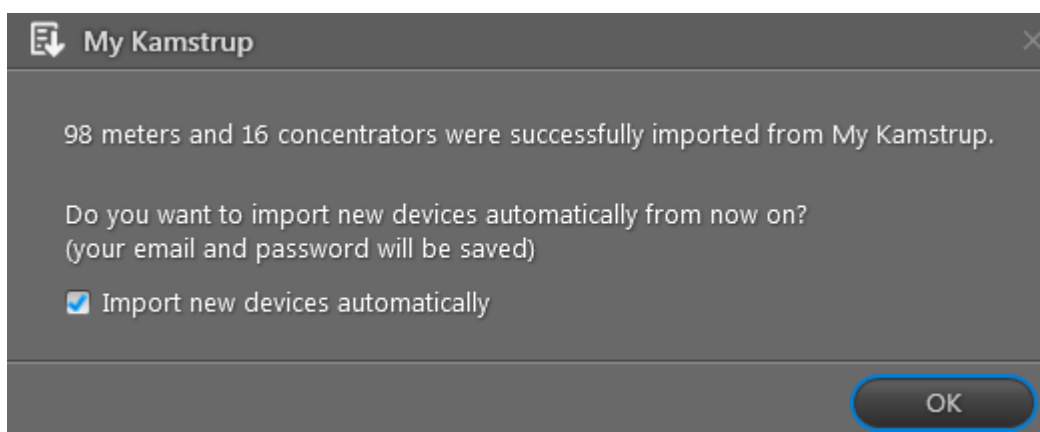 My Kamstrup
98 meters and 16 concentrators were successfully imported from My Kamstrup.
Do you want to import new devices automatically from now on?
(your email and password will be saved)
Import new devices automatically
OK